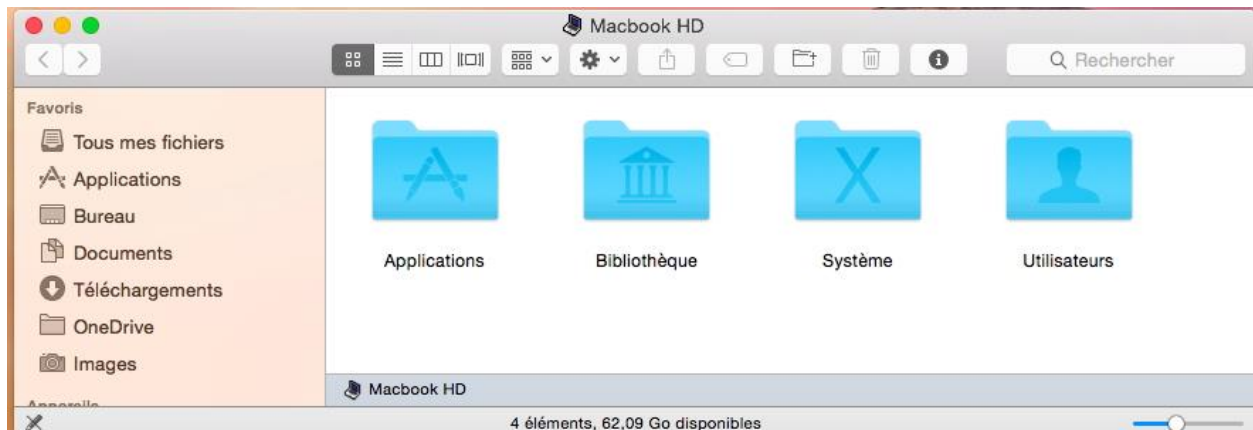 Macbook HD
Rechercher
Favoris
Tous mes fichiers
Applications
Bureau
Documents
Téléchargements
OneDrive
Images
Appareils
Applications
Bibliothèque
Système
Utilisateurs
Macbook HD
4 éléments, 62,09 Go disponibles